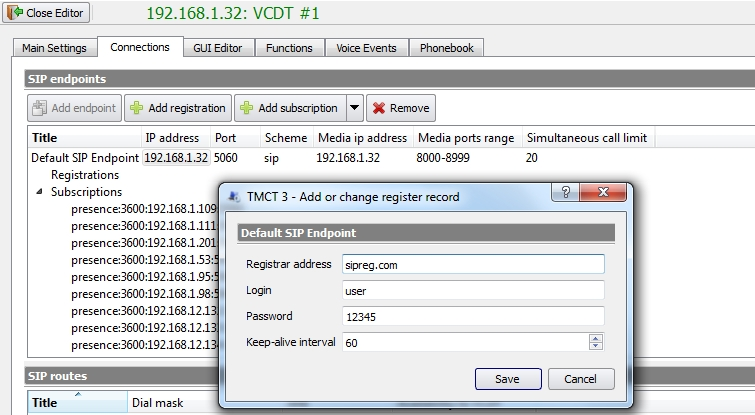 Close Editor 192.168.1.32: VCDT #1
Main Settings Connections GUI Editor Functions Voice Events Phonebook
SIP endpoints
Add endpoint Add registration Add subscription Remove
Title IP address Port Scheme Media ip address Media ports range Simultaneous call limit
Default SIP Endpoint 192.168.1.32 5060 sip 192.168.1.32 8000-8999 20
Registrations
Subscriptions
presence:3600:192.168.1.109
presence:3600:192.168.1.111
presence:3600:192.168.1.201
presence:3600:192.168.1.53:5
presence:3600:192.168.1.95:5
presence:3600:192.168.1.98:5
presence:3600:192.168.12.13
presence:3600:192.168.12.13
presence:3600:192.168.12.134
TMCT 3 - Add or change register record
Default SIP Endpoint
Registrar address sipreg.com
Login user
Password 12345
Keep-alive interval 60
Save Cancel
SIP routes
Title Dial mask